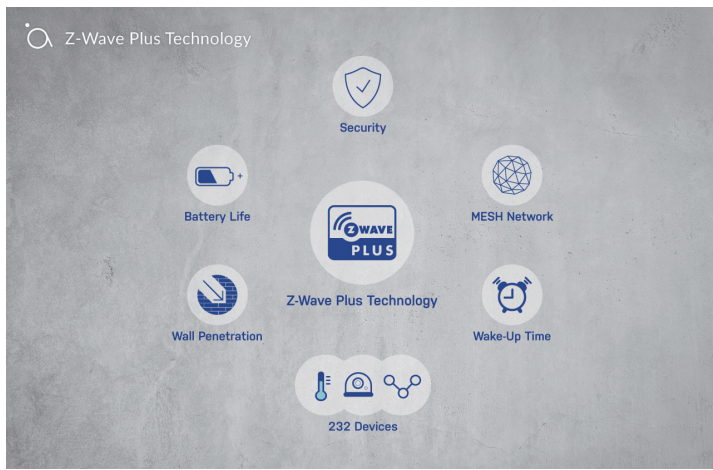 Z-Wave Plus Technology
Security
Battery Life
MESH Network
Z WAVE
PLUS
Z-Wave Plus Technology
Wall Penetration
Wake-Up Time
232 Devices